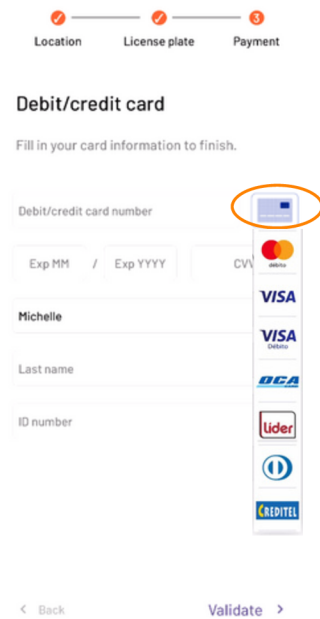 3
Location License plate Payment
Debit/credit card
Fill in your card information to finish.
Debit/credit card number
débito
Exp MM / Exp YYYY CVV
VISA
Michelle
VISA
Débito
Last name
OCA
ID number
lider
CREDITEL
< Back Validate >